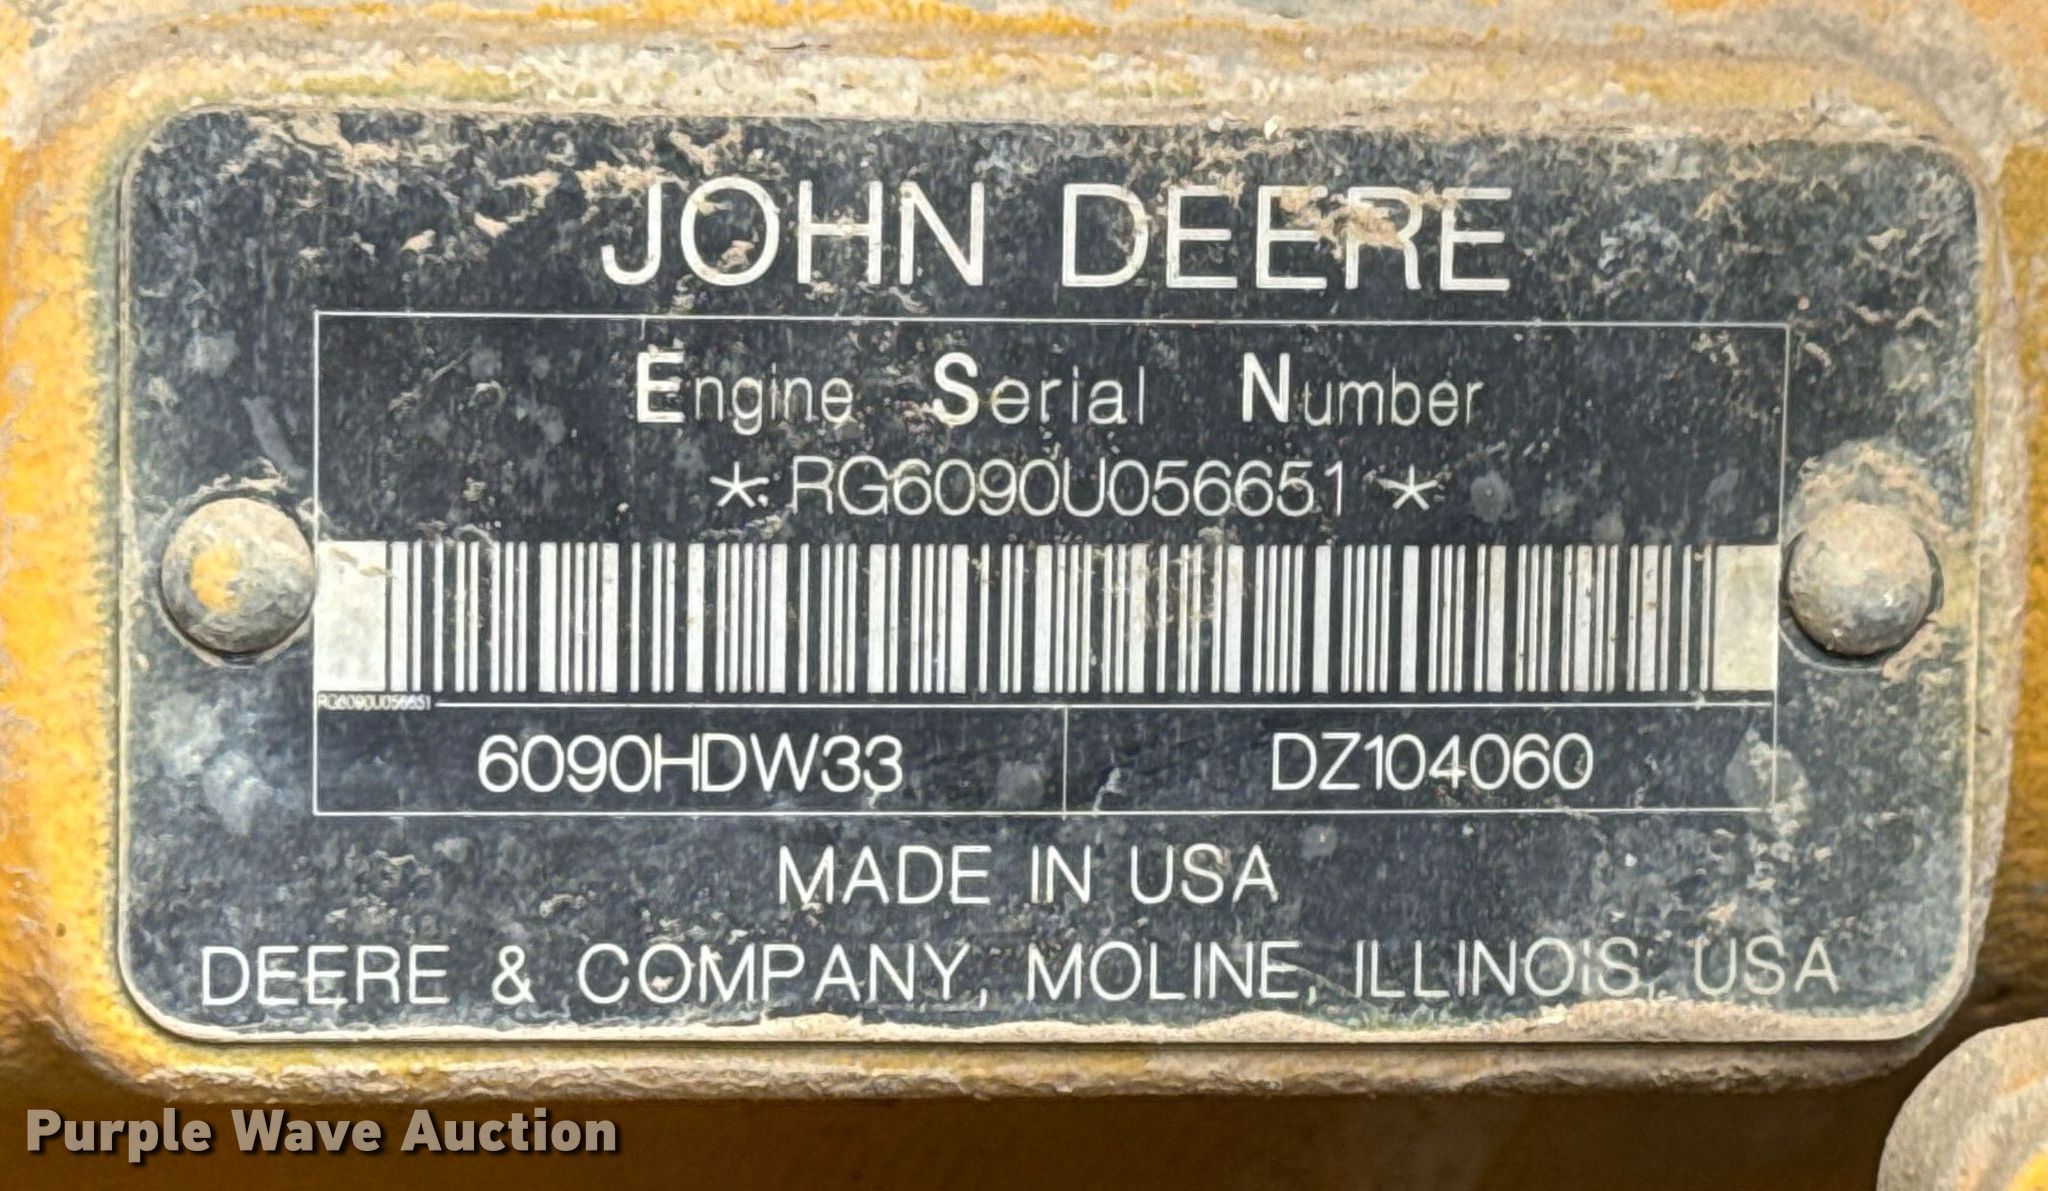 JOHN DEERE
Engine Serial Number
*RG6090U056651*
RG6090U056651
6090HDW33 DZ104060
MADE IN USA
DEERE & COMPANY, MOLINE, ILLINOIS, USA
Purple Wave Auction